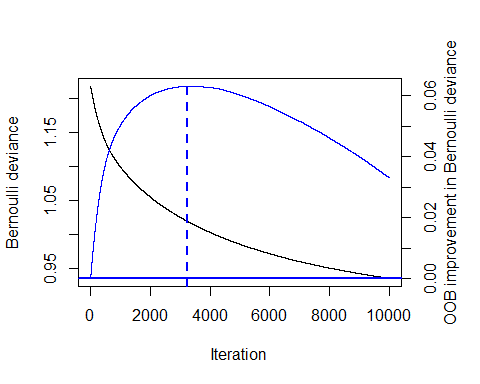 Bernoulli deviance
0.95 1.05 1.15
0 2000 4000 6000 8000 10000
Iteration
0.00 0.02 0.04 0.06
OOB improvement in Bernoulli deviance